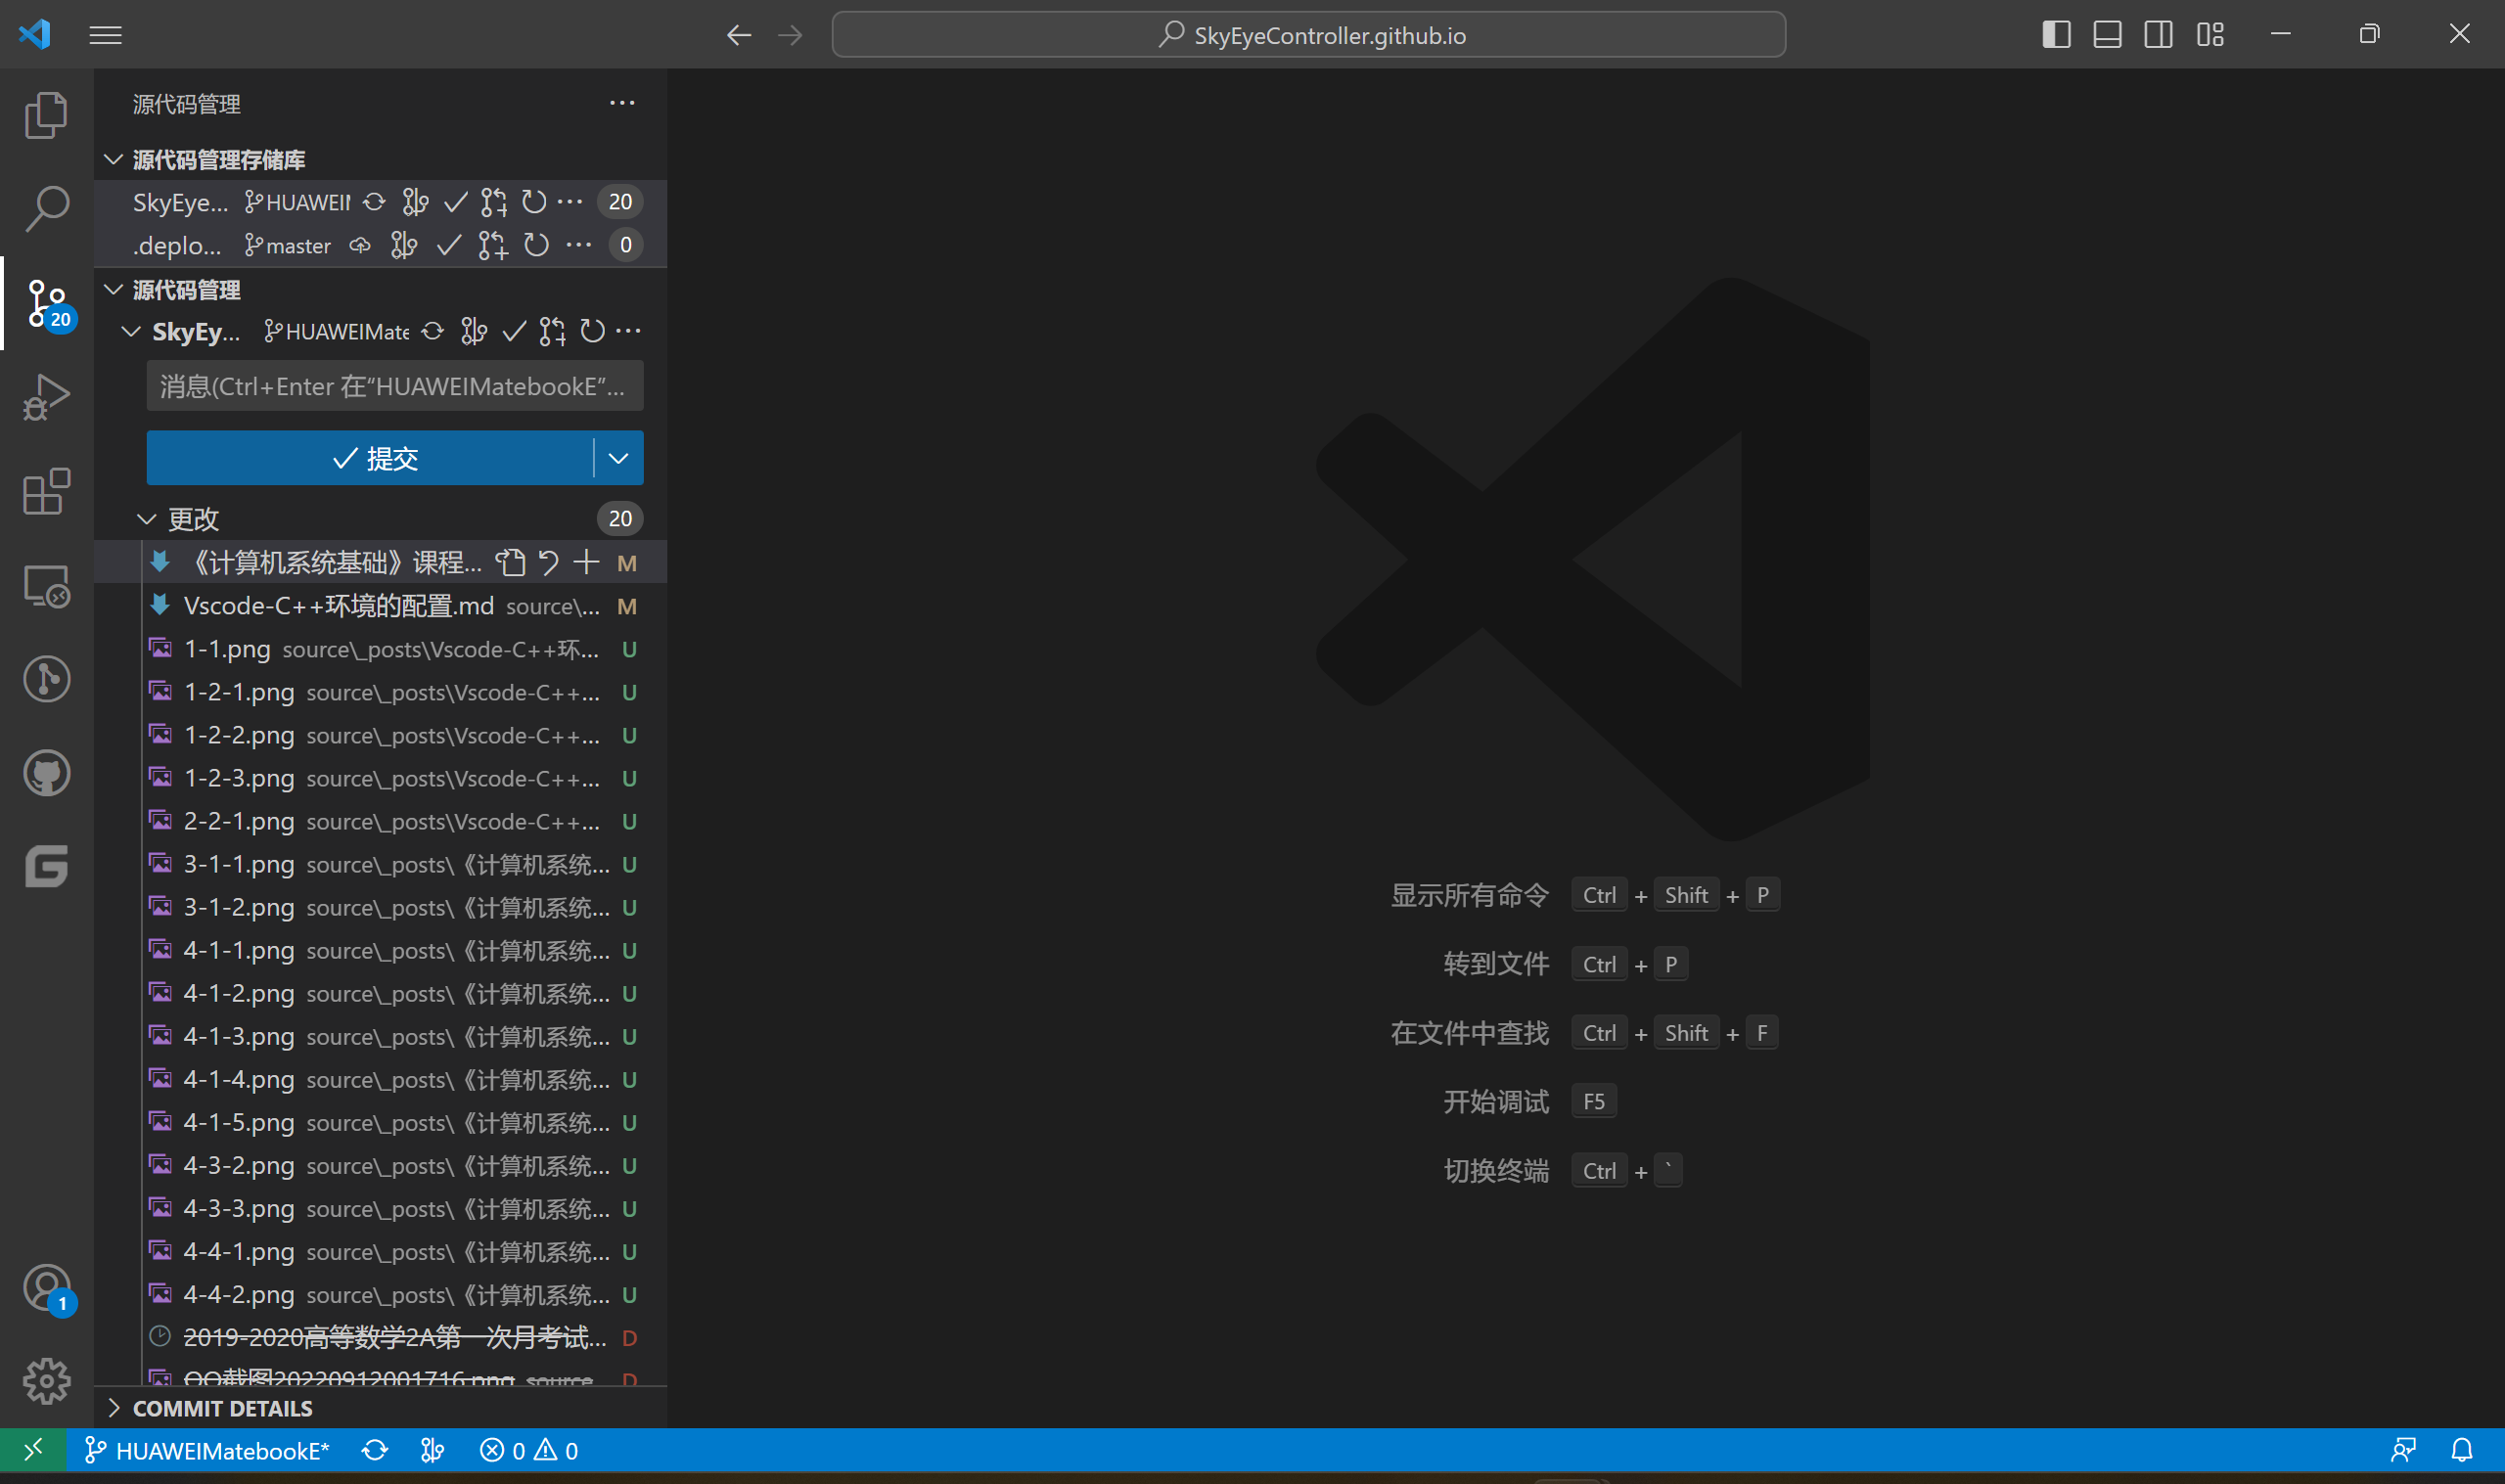 SkyEyeController.github.io
源代码管理
源代码管理存储库
SkyEye... HUAWEI 20
.deplo... master 0
源代码管理
SkyEy... HUAWEIMate
消息(Ctrl+Enter 在“HUAWEIMatebookE”...
提交
更改 20
《计算机系统基础》课程... M
Vscode-C++环境的配置.md source\... M
1-1.png source\_posts\Vscode-C++环... U
1-2-1.png source\_posts\Vscode-C++... U
1-2-2.png source\_posts\Vscode-C++... U
1-2-3.png source\_posts\Vscode-C++... U
2-2-1.png source\_posts\Vscode-C++... U
3-1-1.png source\_posts\《计算机系统... U
3-1-2.png source\_posts\《计算机系统... U
4-1-1.png source\_posts\《计算机系统... U
4-1-2.png source\_posts\《计算机系统... U
4-1-3.png source\_posts\《计算机系统... U
4-1-4.png source\_posts\《计算机系统... U
4-1-5.png source\_posts\《计算机系统... U
4-3-2.png source\_posts\《计算机系统... U
4-3-3.png source\_posts\《计算机系统... U
4-4-1.png source\_posts\《计算机系统... U
4-4-2.png source\_posts\《计算机系统... U
2019-2020高等数学2A第一次月考试... D
QQ截图20220912001716.png source D
COMMIT DETAILS
20
1
显示所有命令 Ctrl + Shift + P
转到文件 Ctrl + P
在文件中查找 Ctrl + Shift + F
开始调试 F5
切换终端 Ctrl + `
HUAWEIMatebookE* 0 0